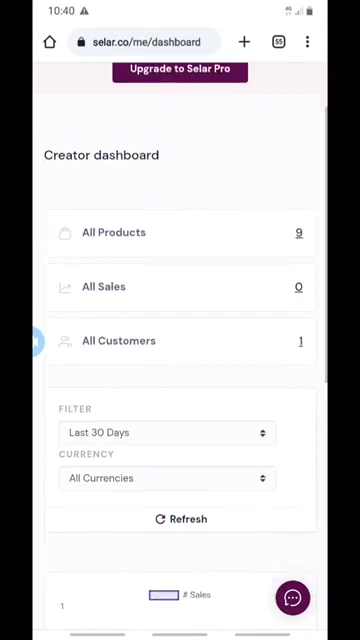 10:40
4G
selar.co/me/dashboard
55
Upgrade to Selar Pro
Creator dashboard
All Products 9
All Sales 0
All Customers 1
FILTER
Last 30 Days
CURRENCY
All Currencies
Refresh
# Sales
1